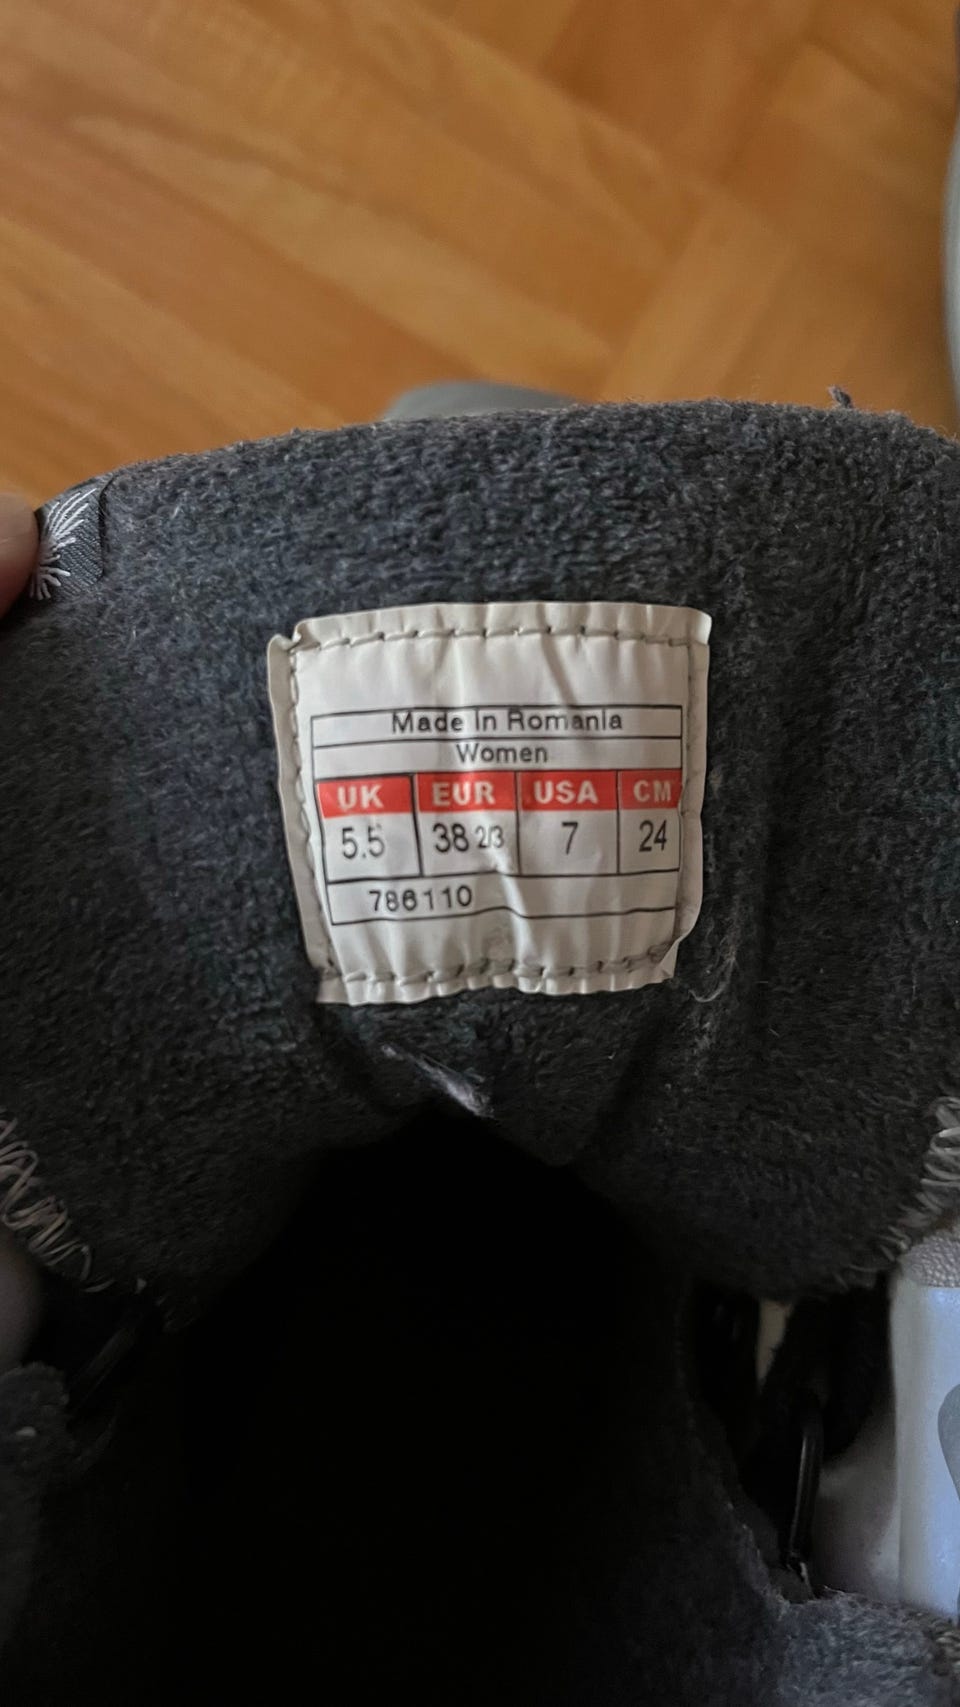 Made In Romania
Women
UK EUR USA CM
5.5 38 2/3 7 24
786110